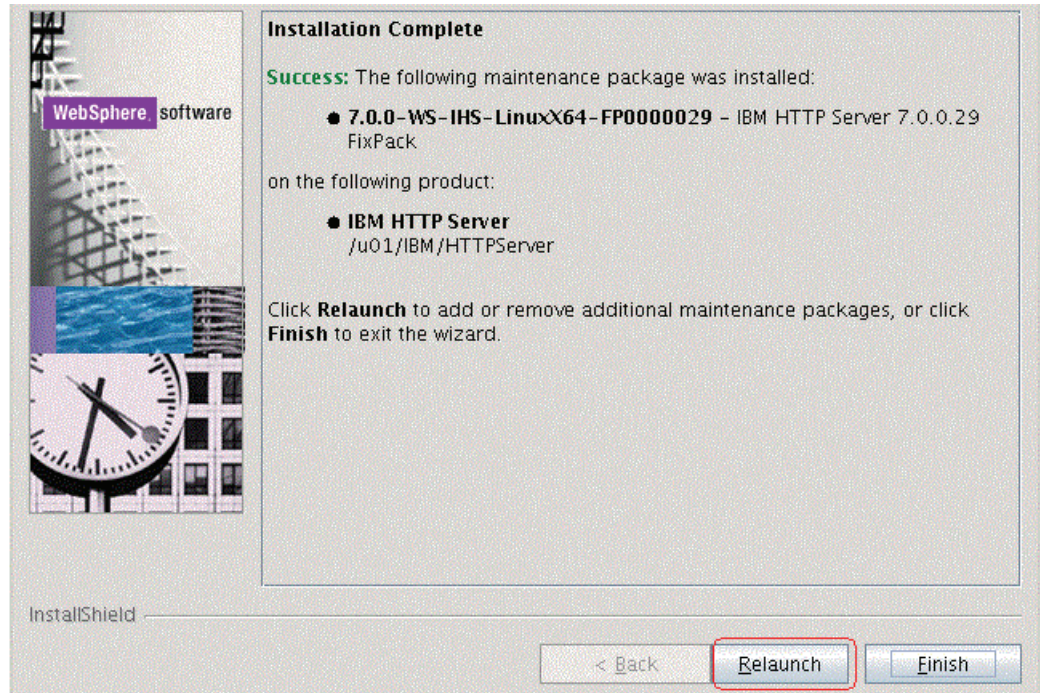 WebSphere software
Installation Complete
Success: The following maintenance package was installed:
● 7.0.0-WS-IHS-LinuxX64-FP0000029 - IBM HTTP Server 7.0.0.29
FixPack
on the following product:
● IBM HTTP Server
/u01/IBM/HTTPServer
Click Relaunch to add or remove additional maintenance packages, or click
Finish to exit the wizard.
InstallShield
< Back
Relaunch
Finish